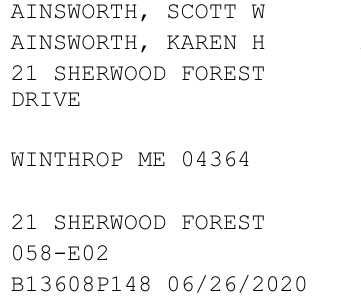 AINSWORTH, SCOTT W
AINSWORTH, KAREN H
21 SHERWOOD FOREST
DRIVE
WINTHROP ME 04364
21 SHERWOOD FOREST
058-E02
B13608P148 06/26/2020